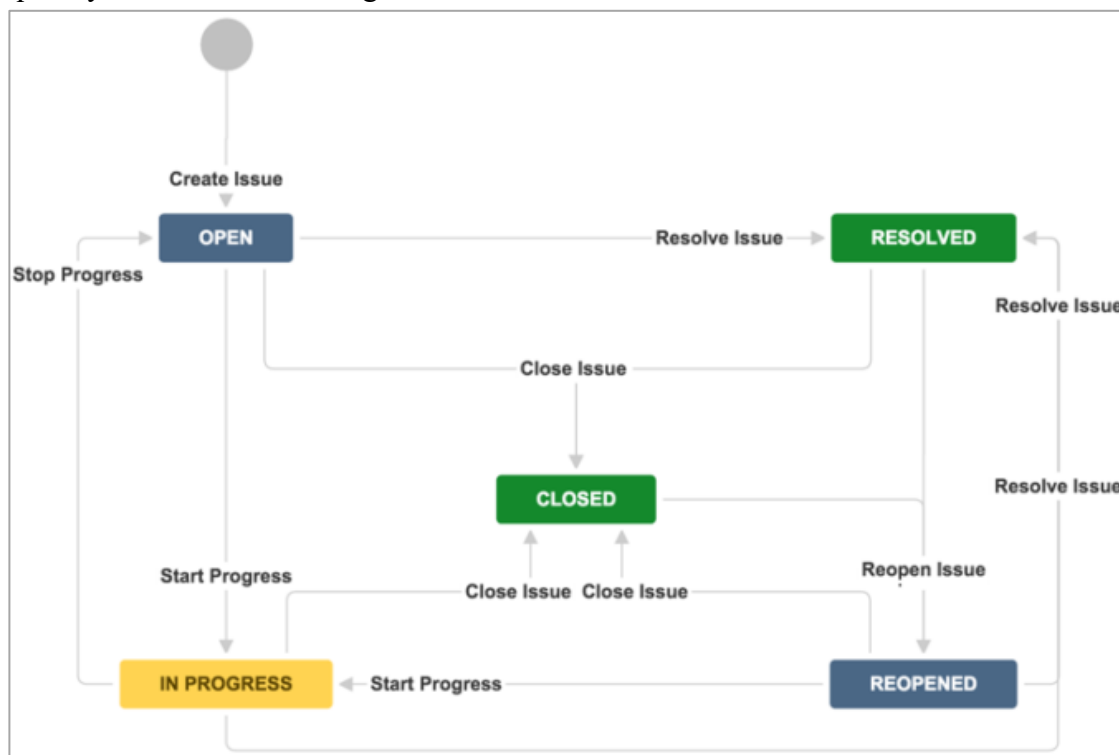 Create Issue
OPEN
Resolve Issue
RESOLVED
Stop Progress
Resolve Issue
Close Issue
CLOSED
Resolve Issue
Start Progress
Close Issue
Close Issue
Reopen Issue
IN PROGRESS
Start Progress
REOPENED